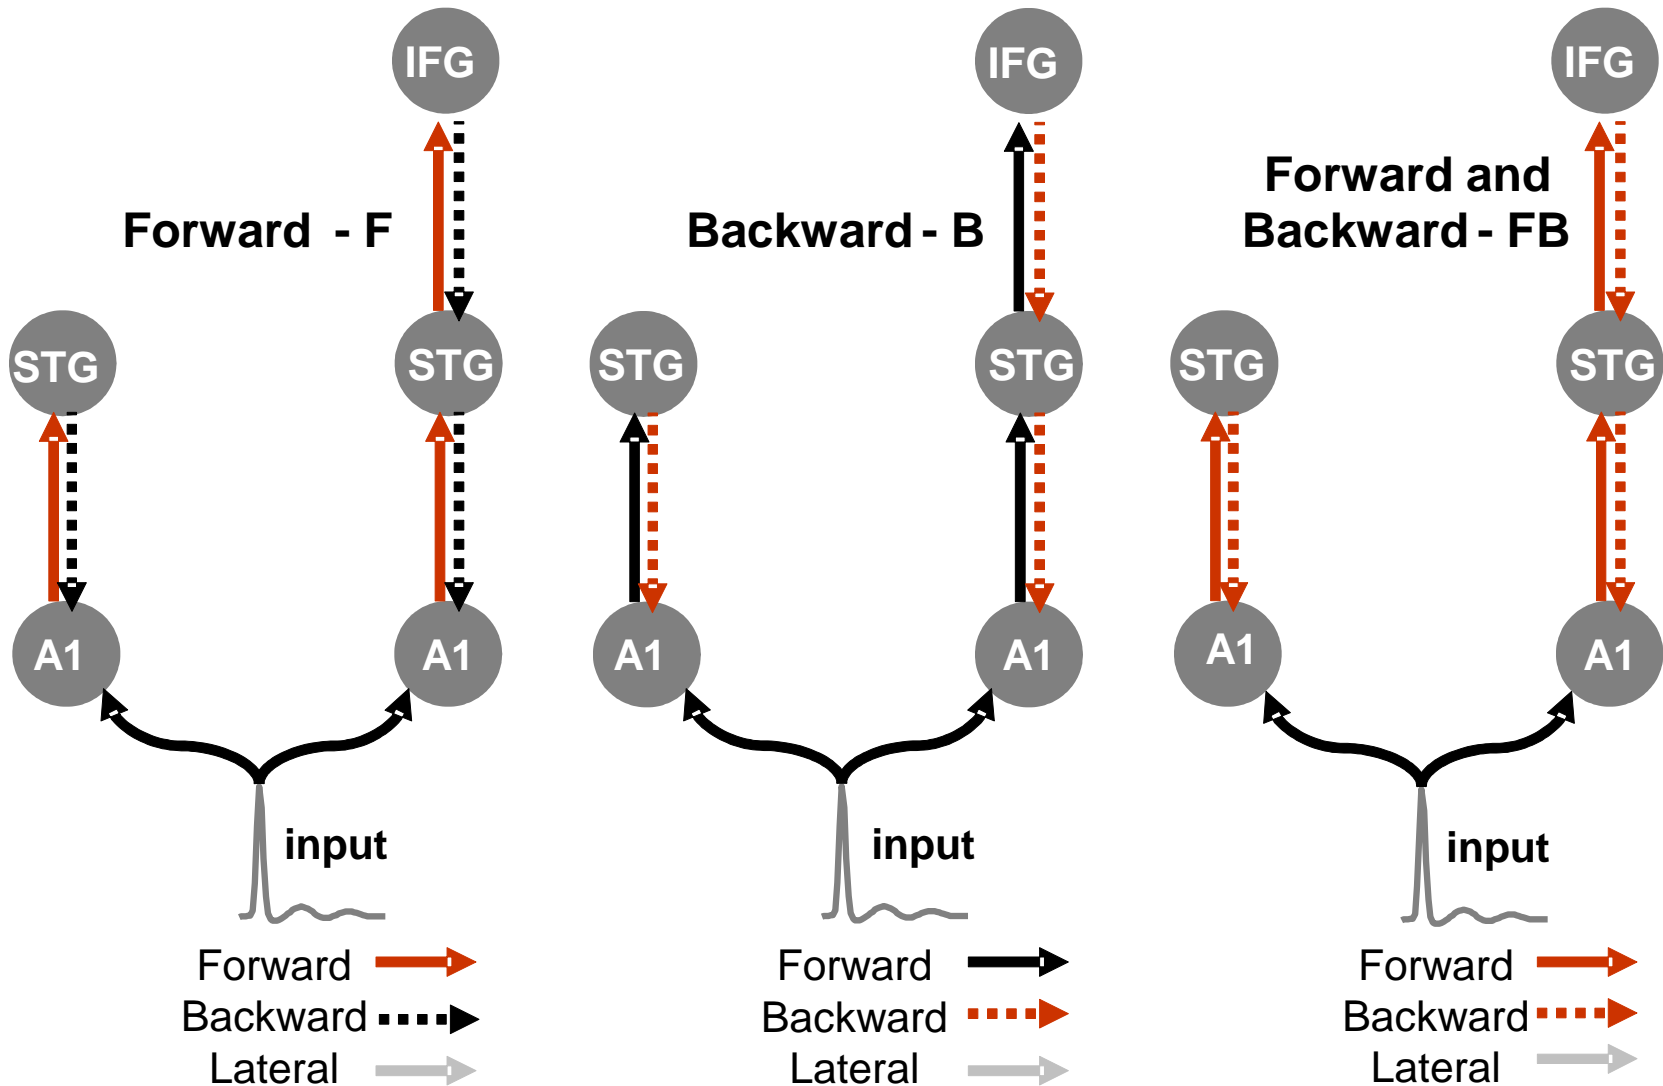 IFG
Forward - F
STG
STG
A1
A1
input
Forward
Backward
Lateral
IFG
Backward - B
STG
STG
A1
A1
input
Forward
Backward
Lateral
IFG
Forward and
Backward - FB
STG
STG
A1
A1
input
Forward
Backward
Lateral